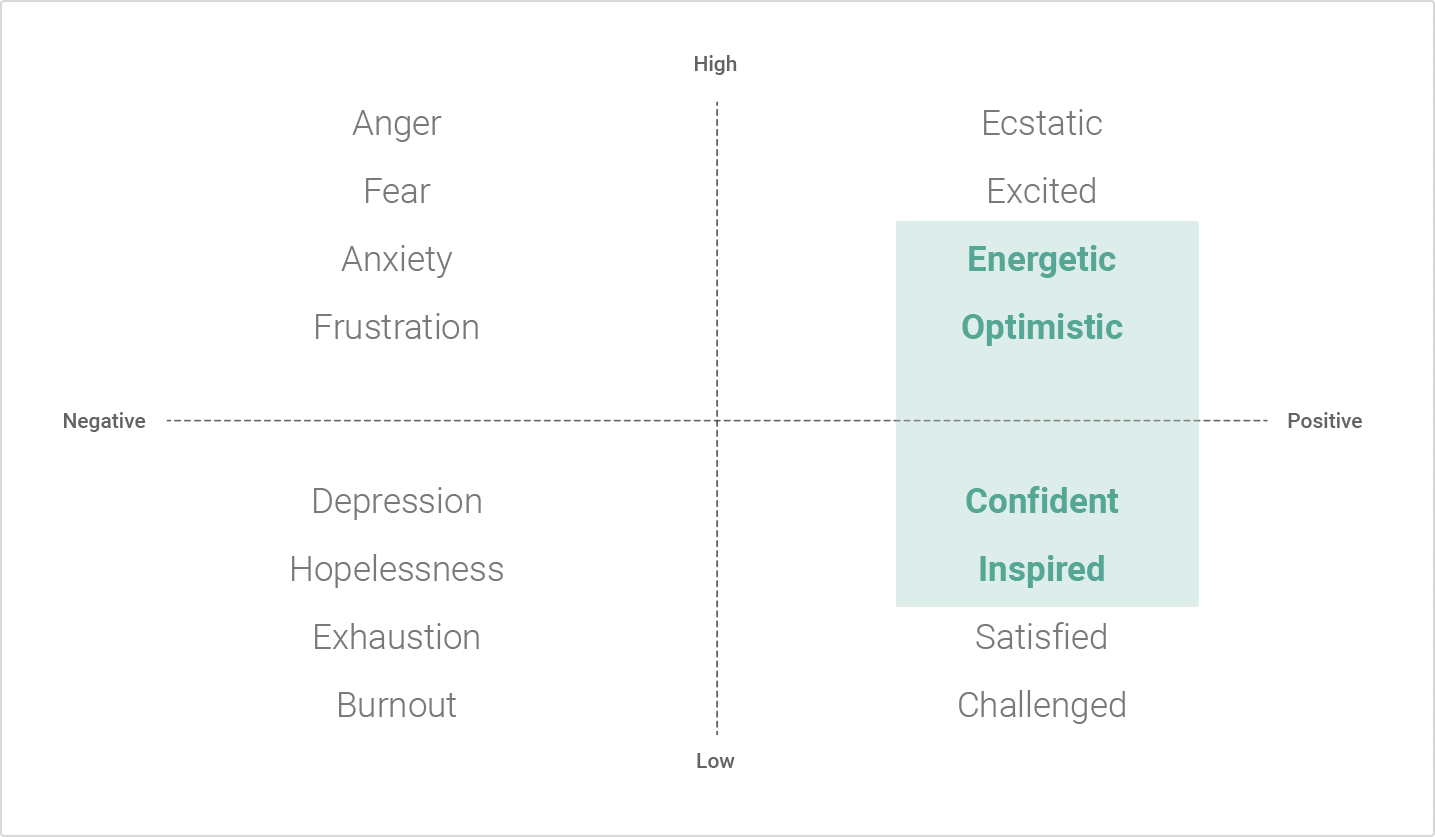 High
Anger
Ecstatic
Fear
Excited
Anxiety
Energetic
Frustration
Optimistic
Negative
Positive
Depression
Confident
Hopelessness
Inspired
Exhaustion
Satisfied
Burnout
Challenged
Low